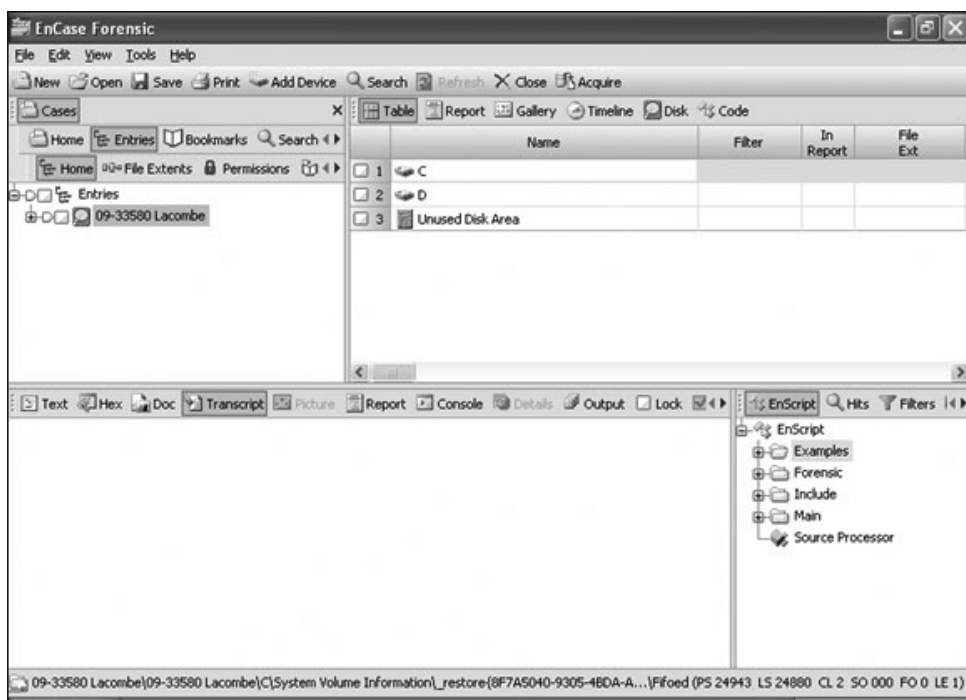 EnCase Forensic
File Edit View Tools Help
New Open Save Print Add Device Search Refresh Close Acquire
Cases
Home Entries Bookmarks Search
Home File Extents Permissions
Entries
09-33580 Lacombe
Table Report Gallery Timeline Disk Code
Name Filter In Report File Ext
1 C
2 D
3 Unused Disk Area
Text Hex Doc Transcript Picture Report Console Details Output Lock
EnScript Hits Filters
EnScript
Examples
Forensic
Include
Main
Source Processor
09-33580 Lacombe\09-33580 Lacombe\C\System Volume Information\_restore{8F7A5040-9305-4BDA-A...\Fifoed (PS 24943 LS 24880 CL 2 SO 000 FO 0 LE 1)